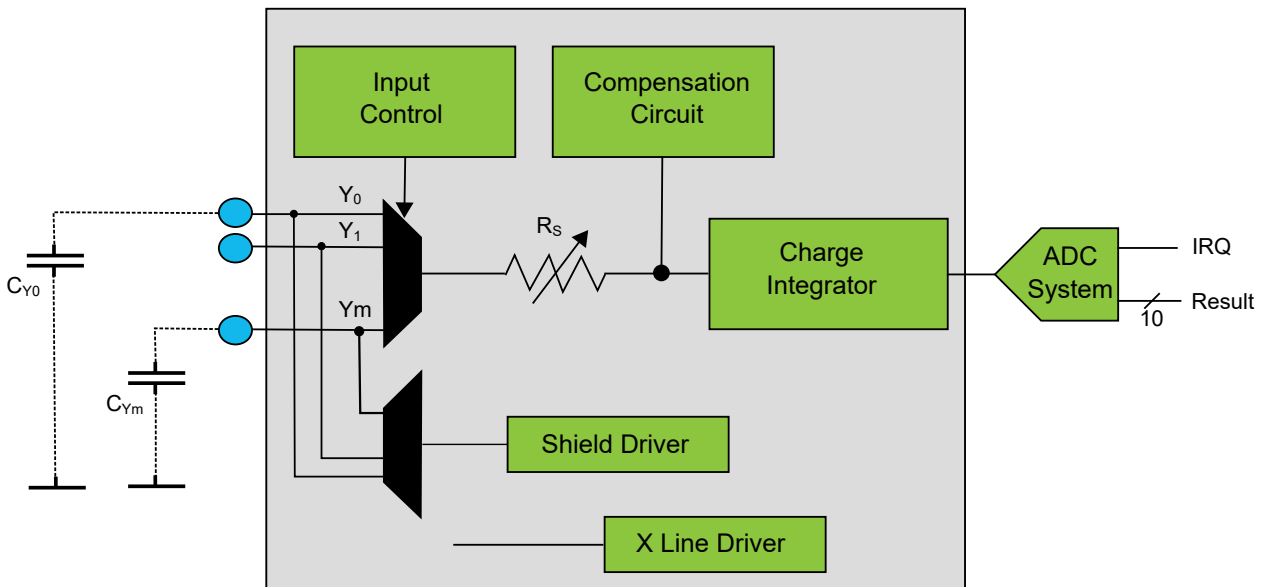 Input
Control
Compensation
Circuit
Y0
Y1
Ym
RS
Charge
Integrator
ADC
System
IRQ
Result
10
CY0
CYm
Shield Driver
X Line Driver